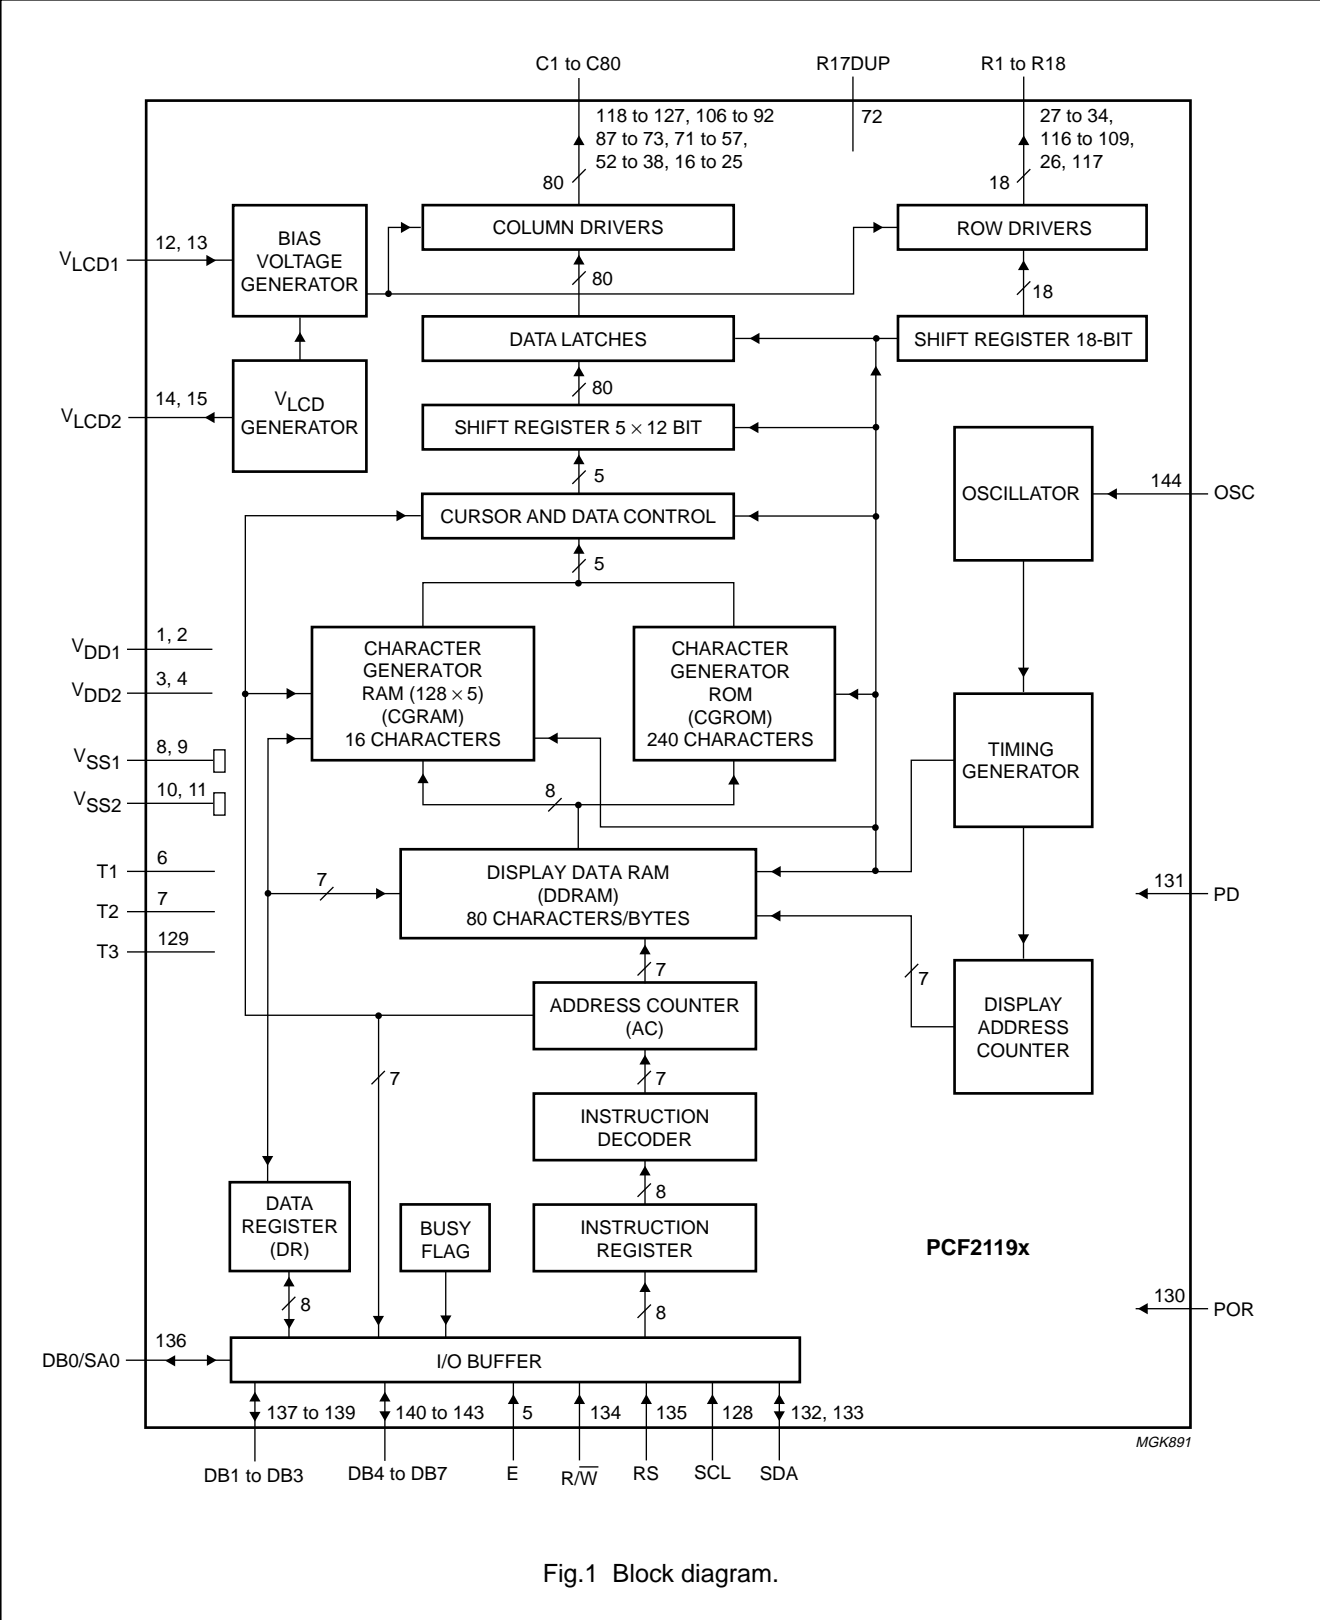 C1 to C80
R17DUP
R1 to R18
118 to 127, 106 to 92
87 to 73, 71 to 57,
52 to 38, 16 to 25
72
27 to 34,
116 to 109,
26, 117
80
18
VLCD1
12, 13
BIAS
VOLTAGE
GENERATOR
COLUMN DRIVERS
ROW DRIVERS
80
18
DATA LATCHES
SHIFT REGISTER 18-BIT
VLCD2
14, 15
VLCD
GENERATOR
80
SHIFT REGISTER 5 × 12 BIT
5
OSCILLATOR
144
OSC
CURSOR AND DATA CONTROL
5
VDD1
1, 2
VDD2
3, 4
VSS1
8, 9
VSS2
10, 11
CHARACTER
GENERATOR
RAM (128 × 5)
(CGRAM)
16 CHARACTERS
CHARACTER
GENERATOR
ROM
(CGROM)
240 CHARACTERS
TIMING
GENERATOR
8
T1
6
T2
7
T3
129
7
DISPLAY DATA RAM
(DDRAM)
80 CHARACTERS/BYTES
131
PD
7
7
ADDRESS COUNTER
(AC)
DISPLAY
ADDRESS
COUNTER
7
7
INSTRUCTION
DECODER
8
DATA
REGISTER
(DR)
BUSY
FLAG
INSTRUCTION
REGISTER
PCF2119x
8
8
130
POR
DB0/SA0
136
I/O BUFFER
137 to 139
140 to 143
5
134
135
128
132, 133
MGK891
DB1 to DB3
DB4 to DB7
E
R/W̅
RS
SCL
SDA
Fig.1 Block diagram.